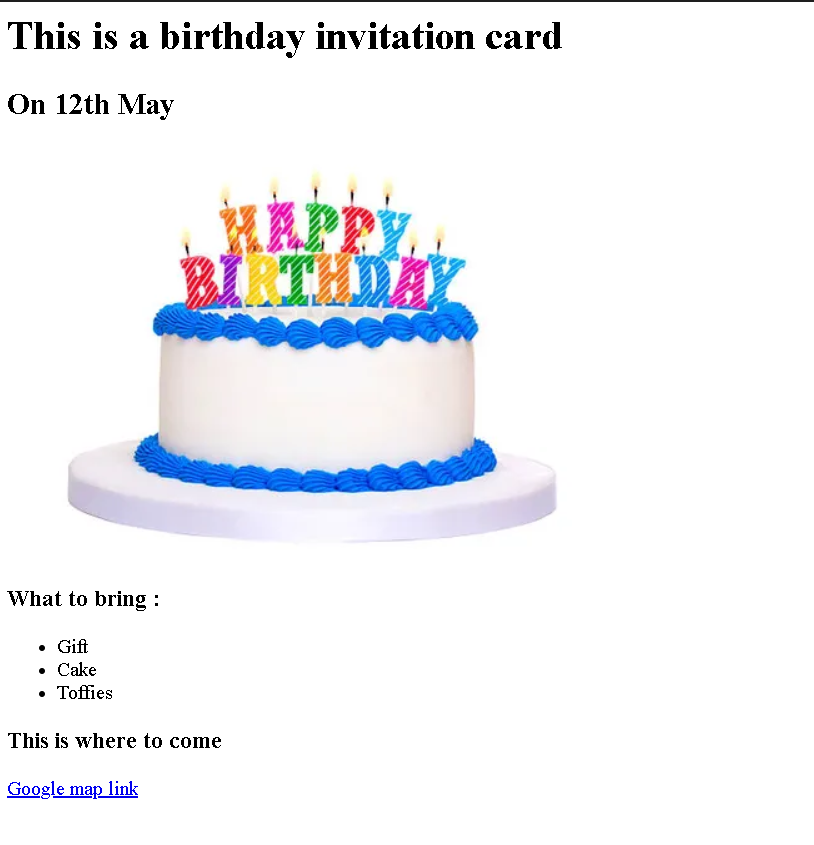 This is a birthday invitation card
On 12th May
HAPPY
BIRTHDAY
What to bring :
Gift
Cake
Toffies
This is where to come
Google map link